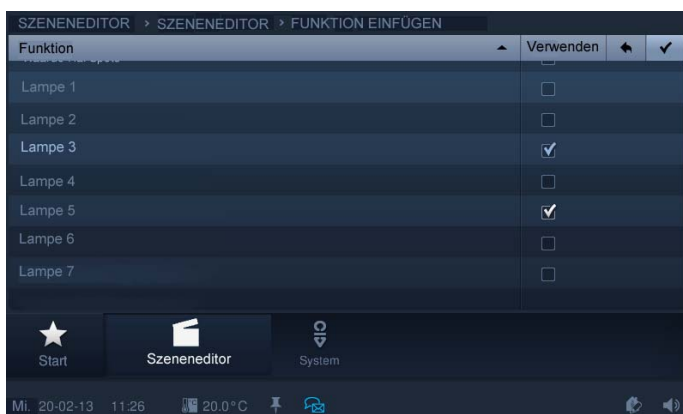 SZENENEDITOR > SZENENEDITOR > FUNKTION EINFÜGEN
Funktion Verwenden
Lampe 1
Lampe 2
Lampe 3
Lampe 4
Lampe 5
Lampe 6
Lampe 7
Start Szeneneditor System
Mi. 20-02-13 11:26 20.0°C